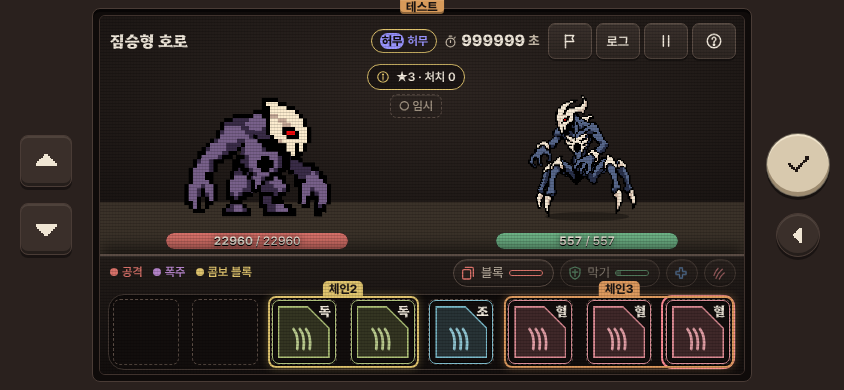 테스트
짐승형 호로
허무 허무
999999 초
로그
★3 · 처치 0
임시
22960 / 22960
557 / 557
공격
폭주
콤보 블록
블록
막기
체인2
체인3
독
독
조
혈
혈
혈